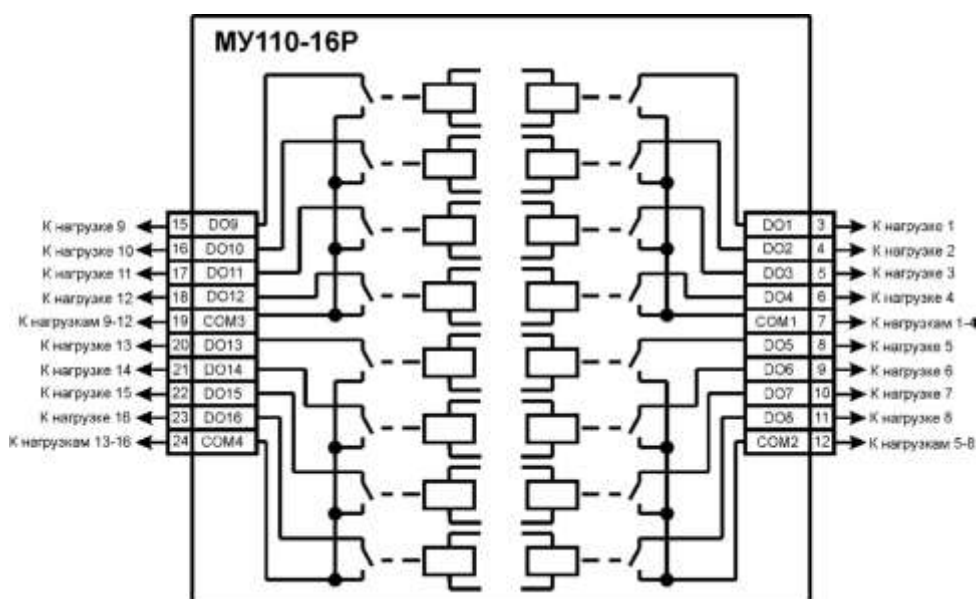 МУ110-16Р
К нагрузке 9 15 DO9
К нагрузке 10 16 DO10
К нагрузке 11 17 DO11
К нагрузке 12 18 DO12
К нагрузкам 9-12 19 COM3
К нагрузке 13 20 DO13
К нагрузке 14 21 DO14
К нагрузке 15 22 DO15
К нагрузке 16 23 DO16
К нагрузкам 13-16 24 COM4
DO1 3 К нагрузке 1
DO2 4 К нагрузке 2
DO3 5 К нагрузке 3
DO4 6 К нагрузке 4
COM1 7 К нагрузкам 1-4
DO5 8 К нагрузке 5
DO6 9 К нагрузке 6
DO7 10 К нагрузке 7
DO8 11 К нагрузке 8
COM2 12 К нагрузкам 5-8